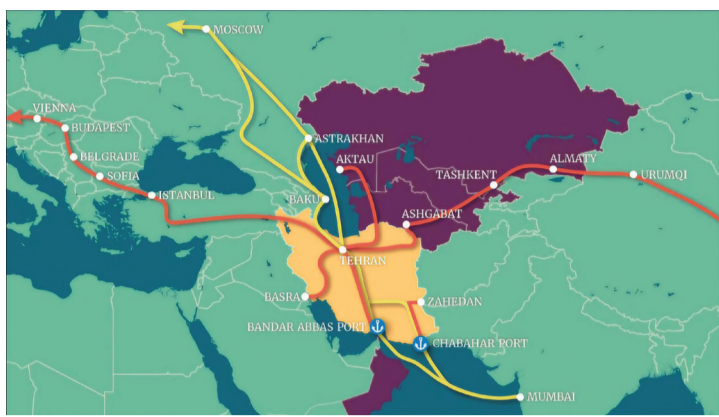 MOSCOW
VIENNA
BUDAPEST
BELGRADE
SOFIA
ISTANBUL
ASTRAKHAN
AKTAU
BAKU
TASHKENT
ALMATY
URUMQI
ASHGABAT
TEHRAN
BASRA
ZAHEDAN
BANDAR ABBAS PORT
CHABAHAR PORT
MUMBAI